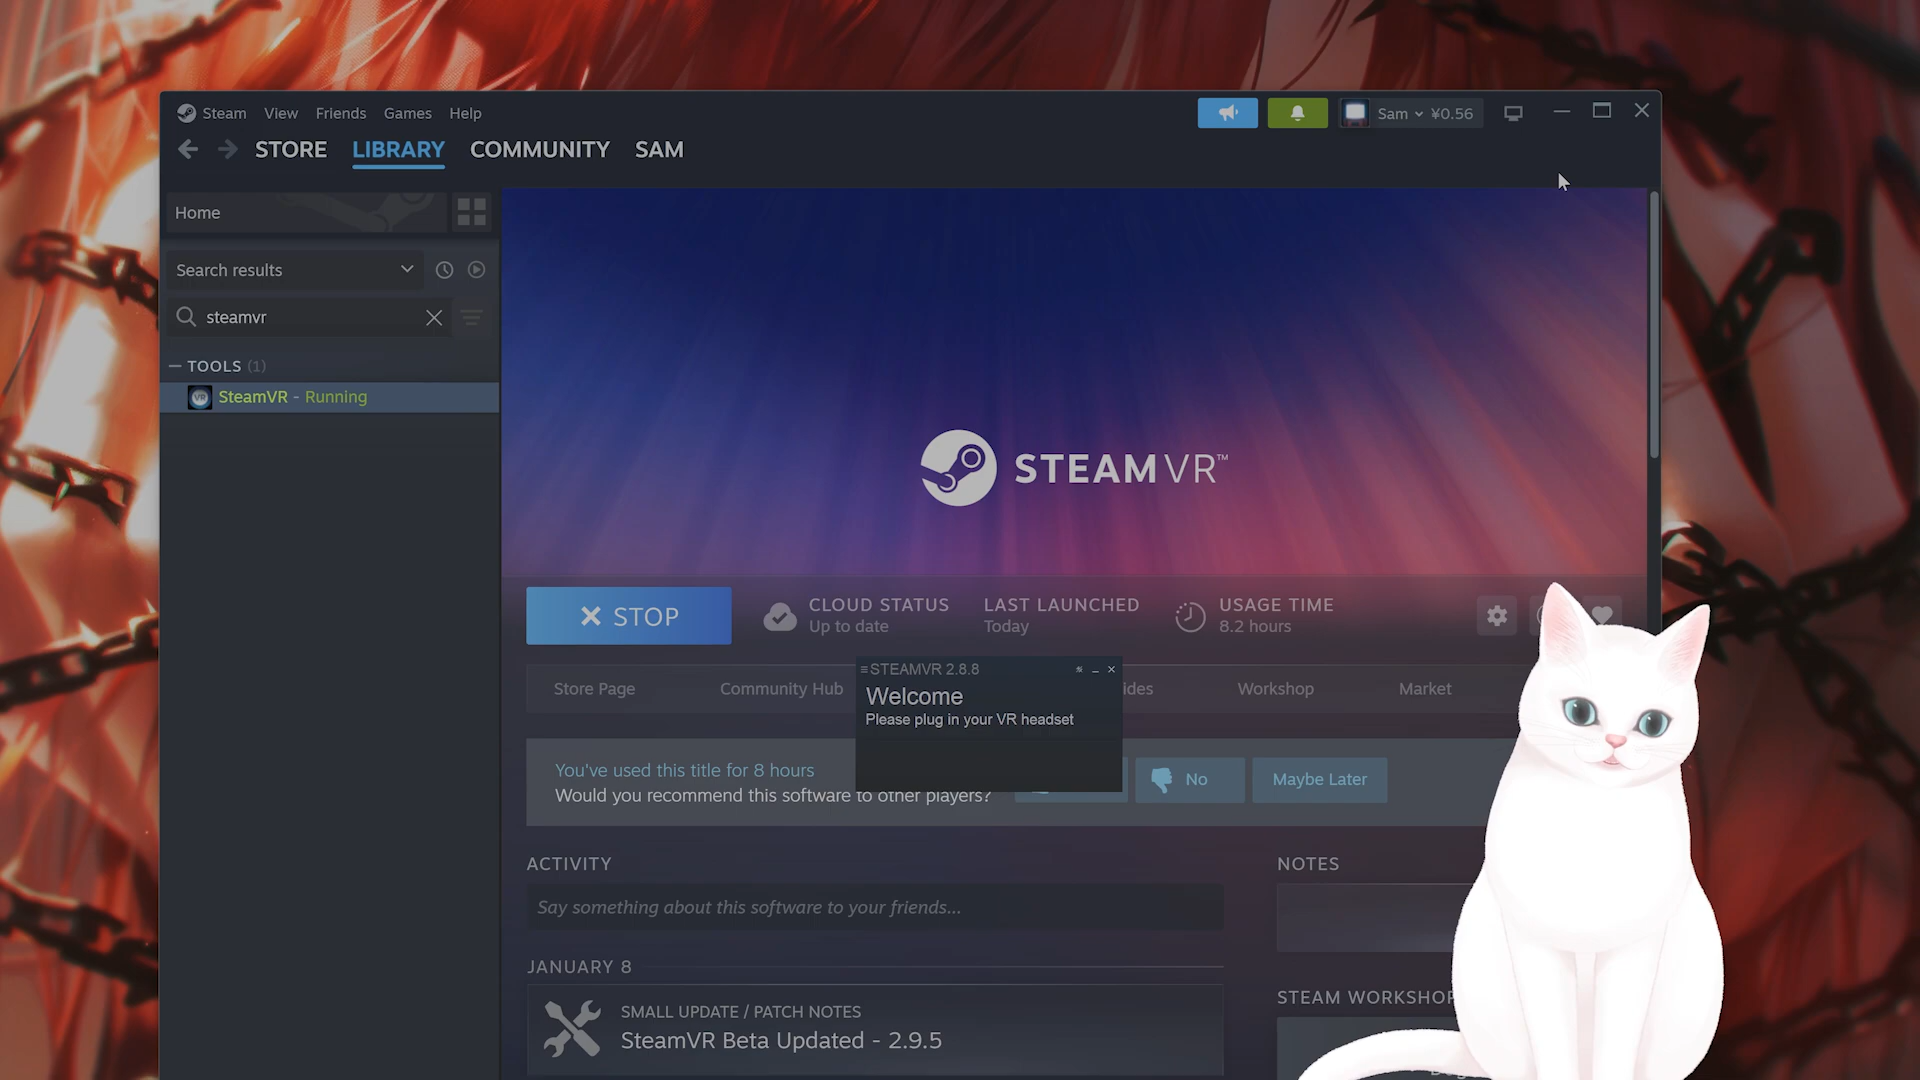 Steam View Friends Games Help
Sam ¥0.56
STORE LIBRARY COMMUNITY SAM
Home
Search results
steamvr
TOOLS (1)
VR SteamVR - Running
STEAMVR™
STOP
CLOUD STATUS
Up to date
LAST LAUNCHED
Today
USAGE TIME
8.2 hours
Store Page Community Hub ides Workshop Market
STEAMVR 2.8.8
Welcome
Please plug in your VR headset
You've used this title for 8 hours
Would you recommend this software to other players?
No
Maybe Later
ACTIVITY
Say something about this software to your friends...
JANUARY 8
SMALL UPDATE / PATCH NOTES
SteamVR Beta Updated - 2.9.5
NOTES
STEAM WORKSHOP